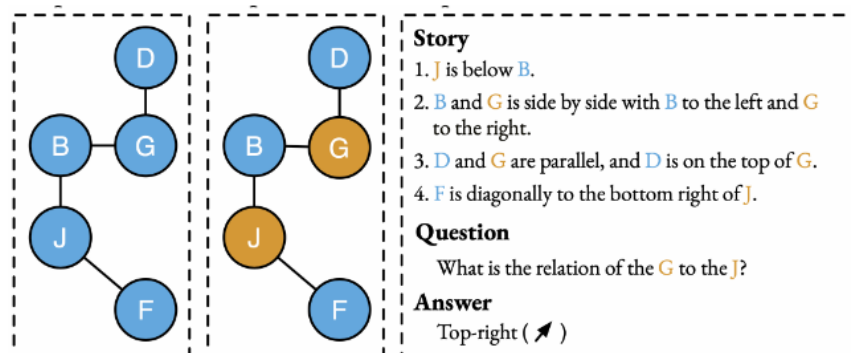 D
B
G
J
F
D
B
G
J
F
Story
1. J is below B.
2. B and G is side by side with B to the left and G
to the right.
3. D and G are parallel, and D is on the top of G.
4. F is diagonally to the bottom right of J.
Question
What is the relation of the G to the J?
Answer
Top-right ( ⬈ )